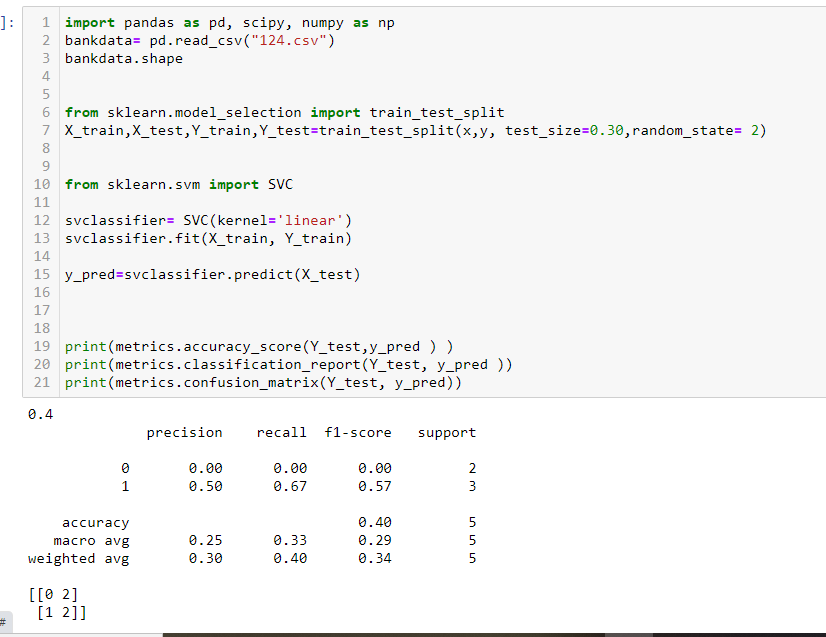 ]:
1 import pandas as pd, scipy, numpy as np
2 bankdata= pd.read_csv("124.csv")
3 bankdata.shape
4
5
6 from sklearn.model_selection import train_test_split
7 X_train,X_test,Y_train,Y_test=train_test_split(x,y, test_size=0.30,random_state= 2)
8
9
10 from sklearn.svm import SVC
11
12 svclassifier= SVC(kernel='linear')
13 svclassifier.fit(X_train, Y_train)
14
15 y_pred=svclassifier.predict(X_test)
16
17
18
19 print(metrics.accuracy_score(Y_test,y_pred ) )
20 print(metrics.classification_report(Y_test, y_pred ))
21 print(metrics.confusion_matrix(Y_test, y_pred))
0.4
precision recall f1-score support
0 0.00 0.00 0.00 2
1 0.50 0.67 0.57 3
accuracy 0.40 5
macro avg 0.25 0.33 0.29 5
weighted avg 0.30 0.40 0.34 5
[[0 2]
[1 2]]
#